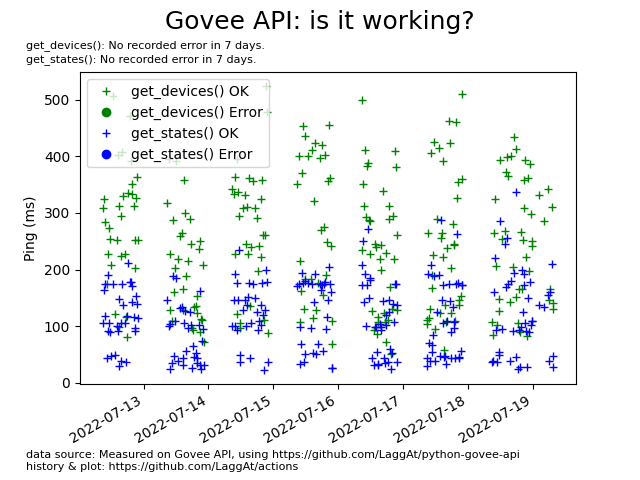 Govee API: is it working?
get_devices(): No recorded error in 7 days.
get_states(): No recorded error in 7 days.
get_devices() OK
get_devices() Error
get_states() OK
get_states() Error
Ping (ms)
500
400
300
200
100
0
2022-07-13
2022-07-14
2022-07-15
2022-07-16
2022-07-17
2022-07-18
2022-07-19
data source: Measured on Govee API, using https://github.com/LaggAt/python-govee-api
history & plot: https://github.com/LaggAt/actions